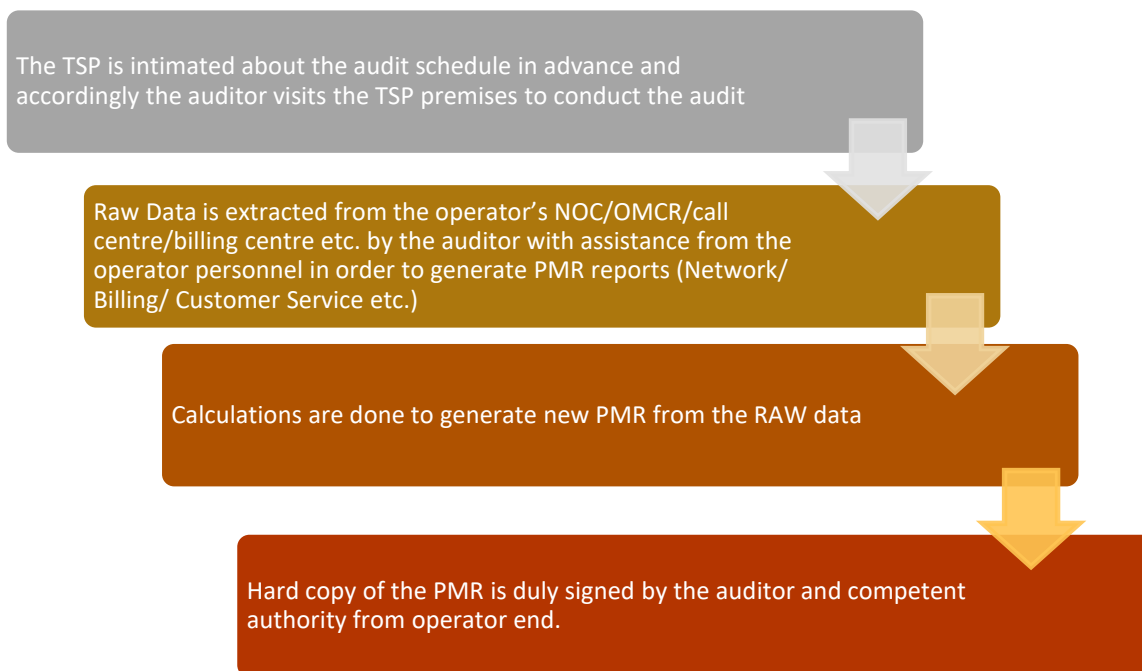 The TSP is intimated about the audit schedule in advance and
accordingly the auditor visits the TSP premises to conduct the audit
Raw Data is extracted from the operator’s NOC/OMCR/call
centre/billing centre etc. by the auditor with assistance from the
operator personnel in order to generate PMR reports (Network/
Billing/ Customer Service etc.)
Calculations are done to generate new PMR from the RAW data
Hard copy of the PMR is duly signed by the auditor and competent
authority from operator end.